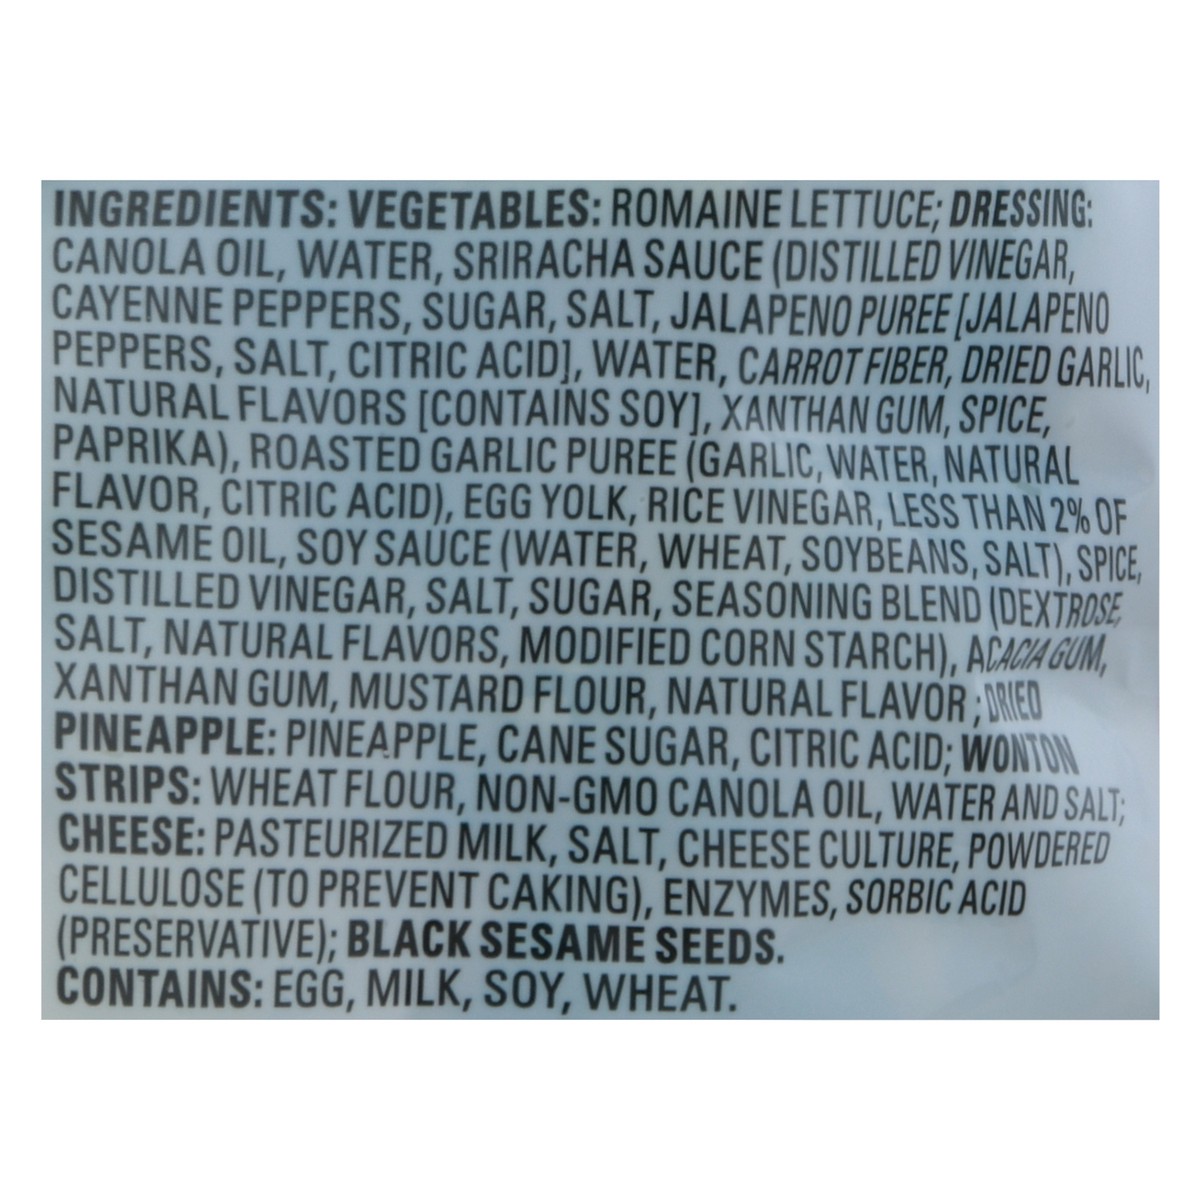 INGREDIENTS: VEGETABLES: ROMAINE LETTUCE; DRESSING:
CANOLA OIL, WATER, SRIRACHA SAUCE (DISTILLED VINEGAR,
CAYENNE PEPPERS, SUGAR, SALT, JALAPENO PUREE [JALAPENO
PEPPERS, SALT, CITRIC ACID], WATER, CARROT FIBER, DRIED GARLIC,
NATURAL FLAVORS [CONTAINS SOY], XANTHAN GUM, SPICE,
PAPRIKA), ROASTED GARLIC PUREE (GARLIC, WATER, NATURAL
FLAVOR, CITRIC ACID), EGG YOLK, RICE VINEGAR, LESS THAN 2% OF
SESAME OIL, SOY SAUCE (WATER, WHEAT, SOYBEANS, SALT), SPICE,
DISTILLED VINEGAR, SALT, SUGAR, SEASONING BLEND (DEXTROSE,
SALT, NATURAL FLAVORS, MODIFIED CORN STARCH), ACACIA GUM,
XANTHAN GUM, MUSTARD FLOUR, NATURAL FLAVOR ; DRIED
PINEAPPLE: PINEAPPLE, CANE SUGAR, CITRIC ACID; WONTON
STRIPS: WHEAT FLOUR, NON-GMO CANOLA OIL, WATER AND SALT;
CHEESE: PASTEURIZED MILK, SALT, CHEESE CULTURE, POWDERED
CELLULOSE (TO PREVENT CAKING), ENZYMES, SORBIC ACID
(PRESERVATIVE); BLACK SESAME SEEDS.
CONTAINS: EGG, MILK, SOY, WHEAT.